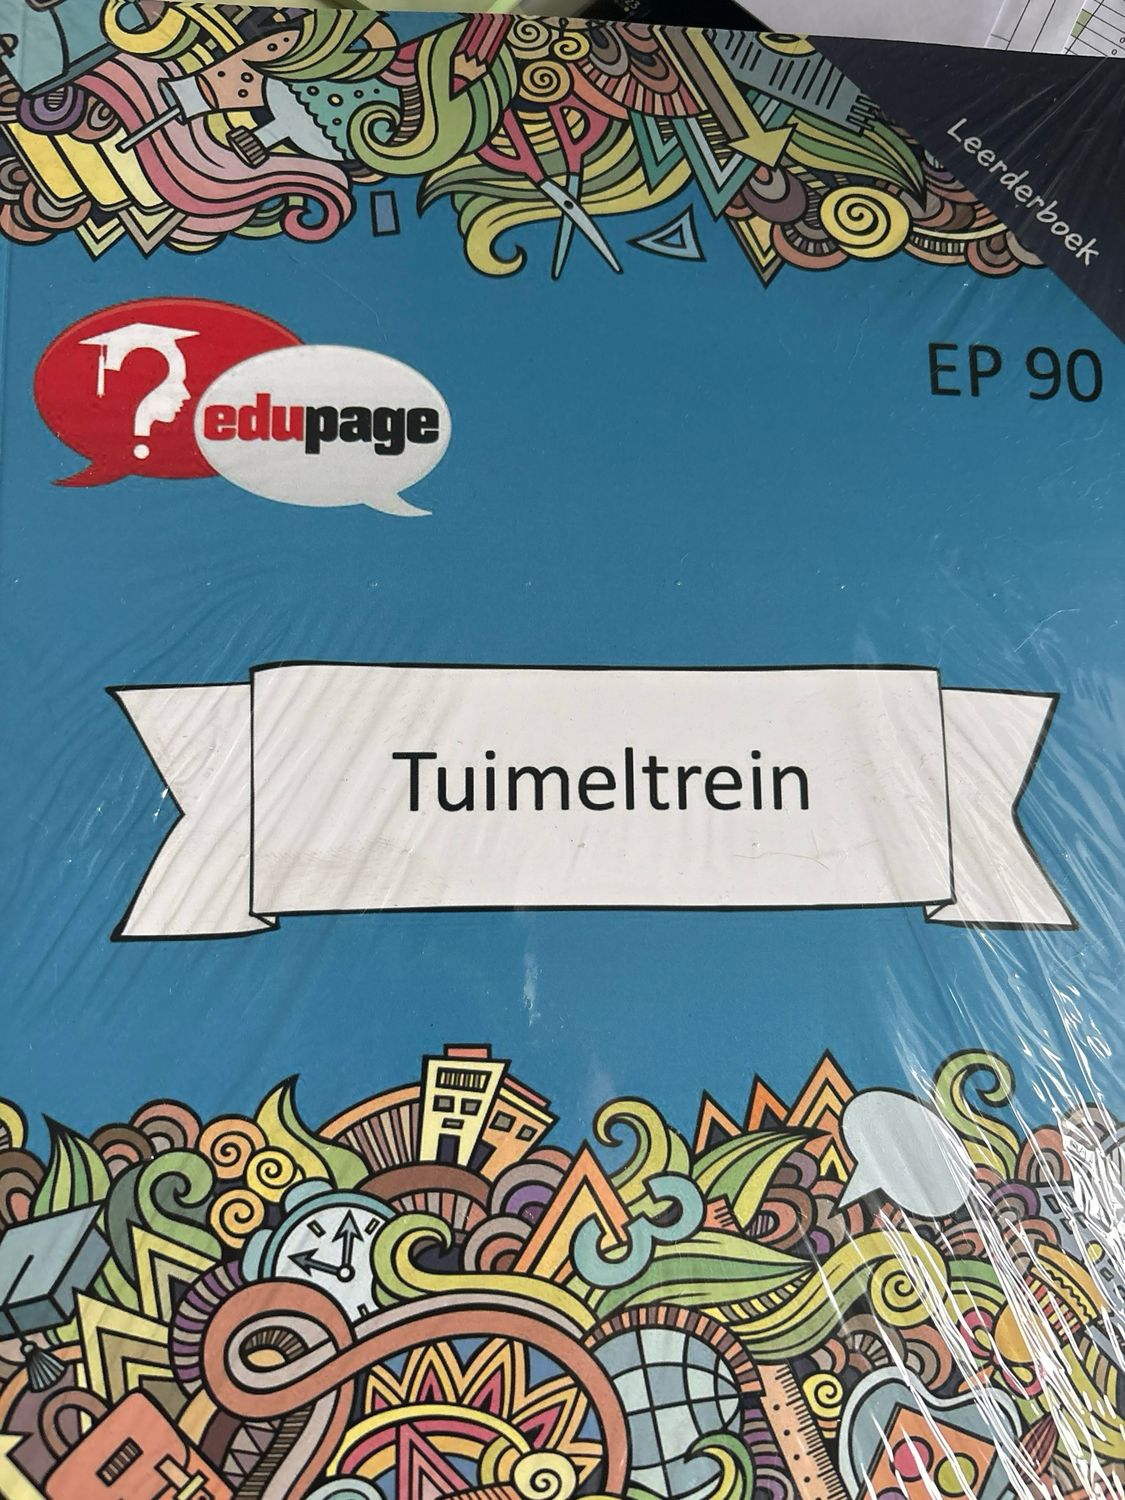 Leerderboek
EP 90
edupage
Tuimeltrein